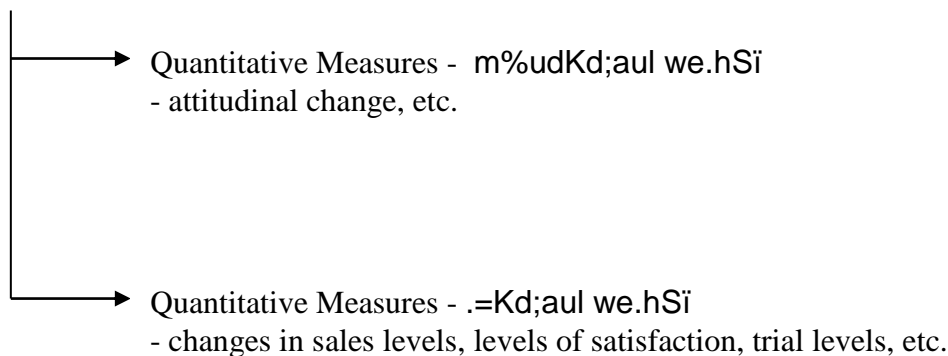 Quantitative Measures - m%udKd;aul we.hSï
- attitudinal change, etc.
Quantitative Measures - .=Kd;aul we.hSï
- changes in sales levels, levels of satisfaction, trial levels, etc.